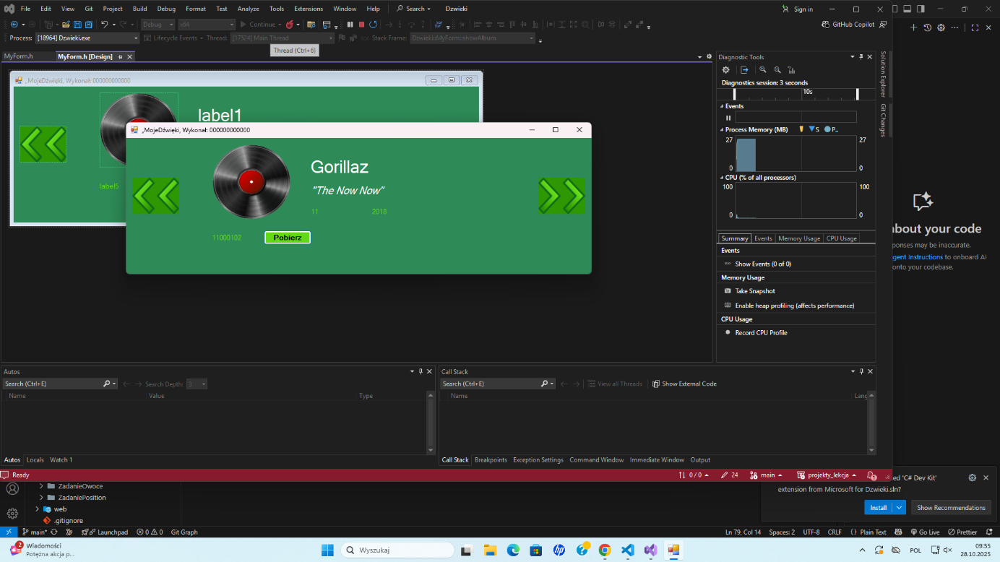 File Edit View Git Project Build Debug Format Test Analyze Tools Extensions Window Help Search Dzwieki Sign in
Debug x64 Continue GitHub Copilot
Process: [18964] Dzwieki.exe Lifecycle Events Thread: [17524] Main Thread Stack Frame: Dzwieki::MyForm::showAlbum
Thread (Ctrl+6)
MyForm.h MyForm.h [Design]
„MojeDźwięki, Wykonał: 000000000000
label1
label5
„MojeDźwięki, Wykonał: 000000000000
Gorillaz
"The Now Now"
11 2018
11000102 Pobierz
Diagnostic Tools
Diagnostics session: 3 seconds
10s
Events
Process Memory (MB) S P...
27 27
0 0
CPU (% of all processors)
100 100
0 0
Summary Events Memory Usage CPU Usage
Events
Show Events (0 of 0)
Memory Usage
Take Snapshot
Enable heap profiling (affects performance)
CPU Usage
Record CPU Profile
Solution Explorer
Git Changes
about your code
ponses may be inaccurate.
gent instructions to onboard AI
onto your codebase.
Autos
Search (Ctrl+E) Search Depth: 3
Name Value Type
Autos Locals Watch 1
Call Stack
Search (Ctrl+E) View all Threads Show External Code
Name Lang
Call Stack Breakpoints Exception Settings Command Window Immediate Window Output
Ready 0 / 0 24 main projekty_lekcja 1
ZadanieOwoce
ZadaniePosition
web
.gitignore
ed 'C# Dev Kit'
extension from Microsoft for Dzwieki.sln?
Install Show Recommendations
main* Launchpad 0 0 Git Graph Ln 79, Col 14 Spaces: 2 UTF-8 CRLF {} Plain Text Go Live Prettier
2 Wiadomości
Potężna akcja p...
Wyszukaj
POL
09:55
28.10.2025